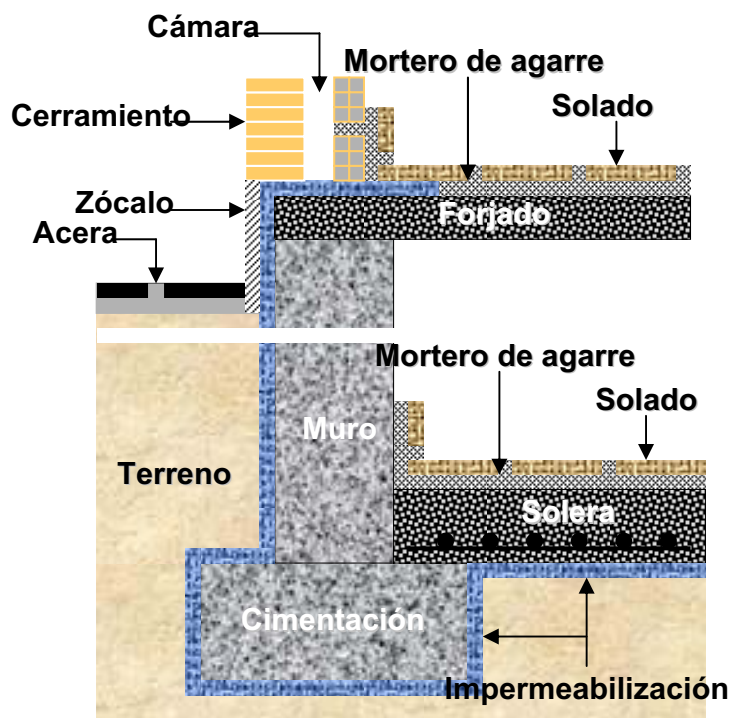 Cámara
Mortero de agarre
Solado
Cerramiento
Zócalo
Forjado
Acera
Mortero de agarre
Solado
Muro
Terreno
Solera
Cimentación
Impermeabilización